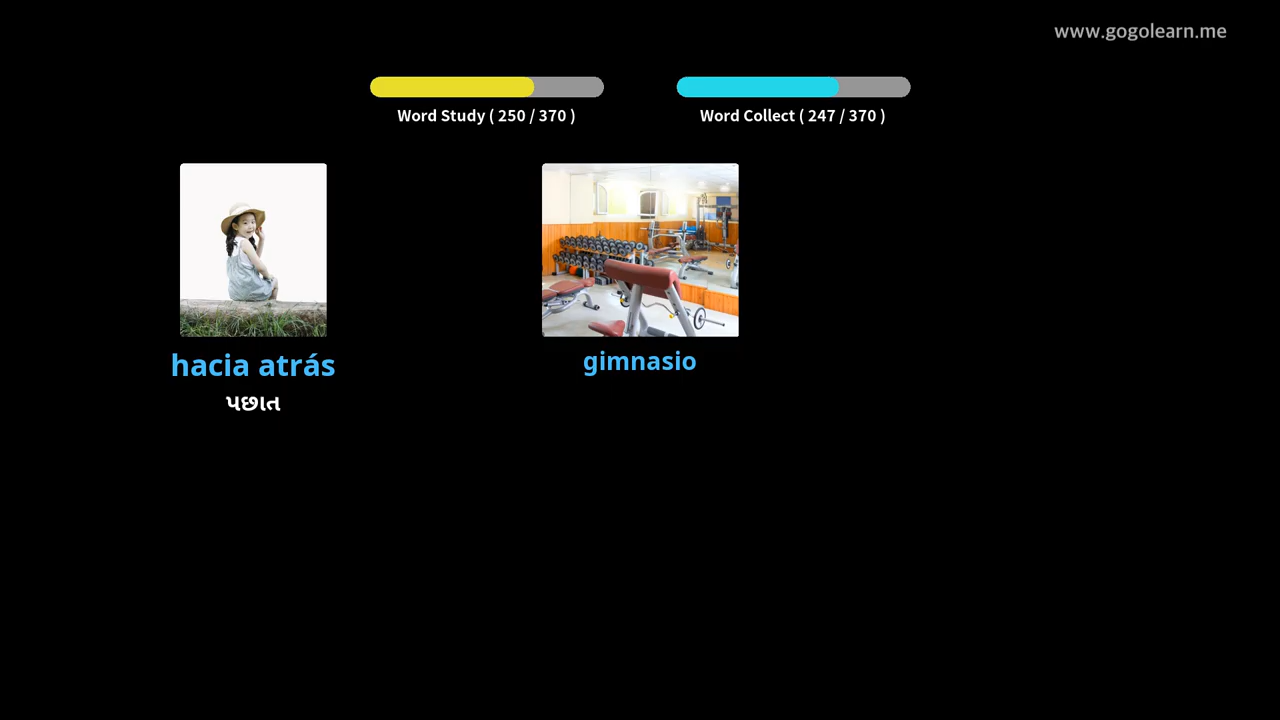 www.gogolearn.me
Word Study ( 250 / 370 )
Word Collect ( 247 / 370 )
hacia atrás
પછાત
gimnasio